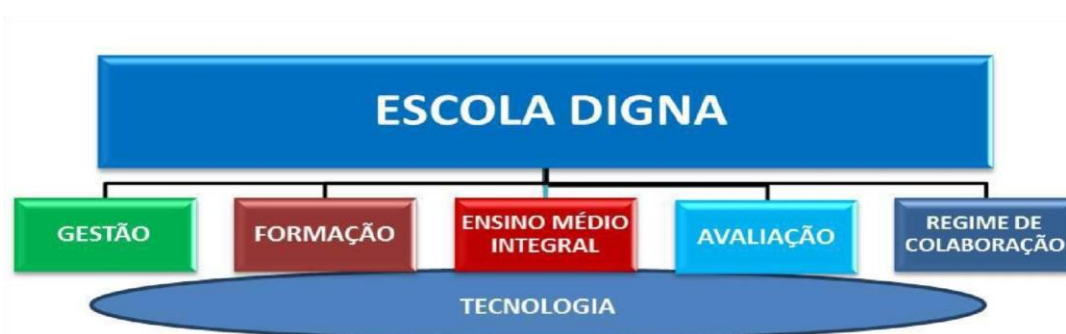 ESCOLA DIGNA
GESTÃO
FORMAÇÃO
ENSINO MÉDIO
INTEGRAL
AVALIAÇÃO
REGIME DE
COLABORAÇÃO
TECNOLOGIA